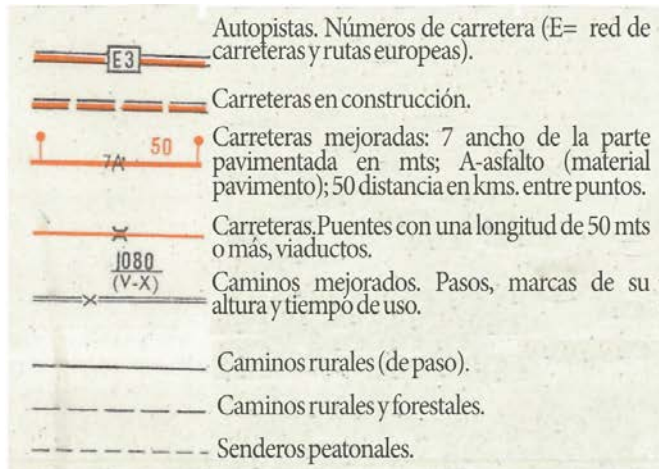 Autopistas. Números de carretera (E= red de
E3 carreteras y rutas europeas).
Carreteras en construcción.
50 Carreteras mejoradas: 7 ancho de la parte
7A pavimentada en mts; A-asfalto (material
pavimento); 50 distancia en kms. entre puntos.
Carreteras.Puentes con una longitud de 50 mts
o más, viaductos.
1080
(V-X) Caminos mejorados. Pasos, marcas de su
altura y tiempo de uso.
Caminos rurales (de paso).
Caminos rurales y forestales.
Senderos peatonales.